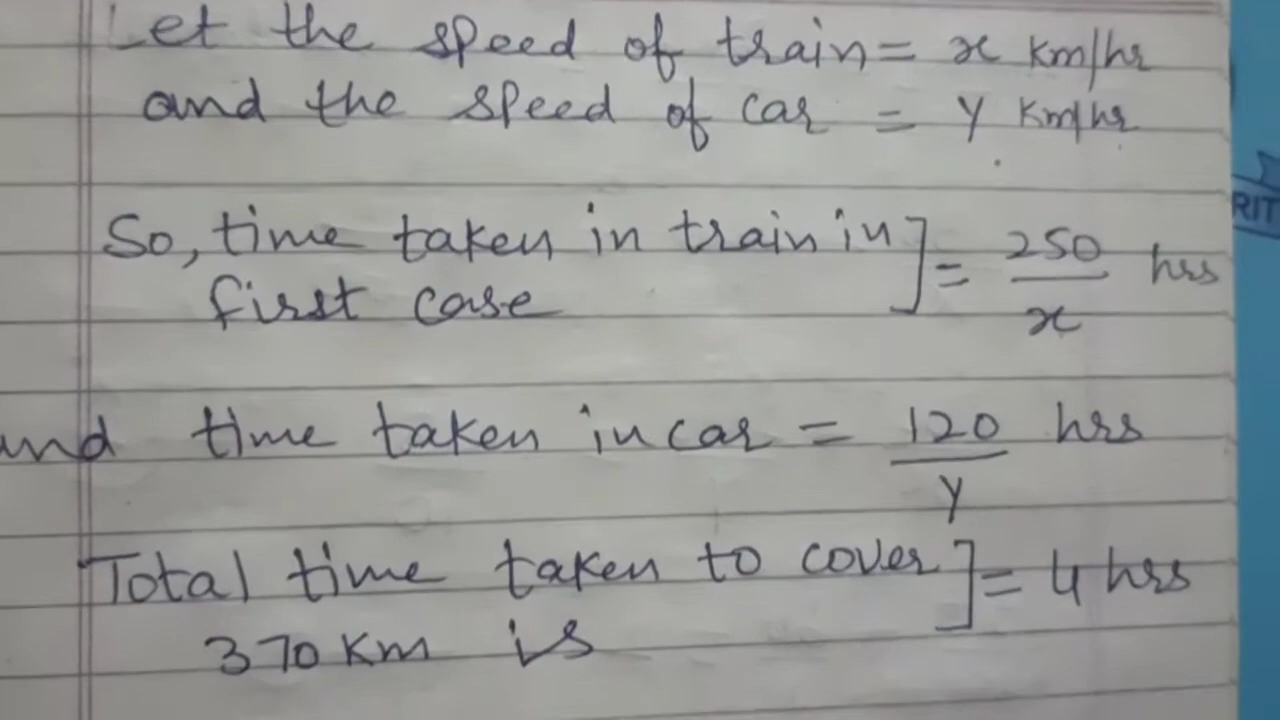 Let the speed of train = x Km/hr
and the speed of car = y Km/hr
So, time taken in train in ] = 250/x hrs
first case
and time taken in car = 120/y hrs
Total time taken to cover ] = 4 hrs
370 Km is
RIT